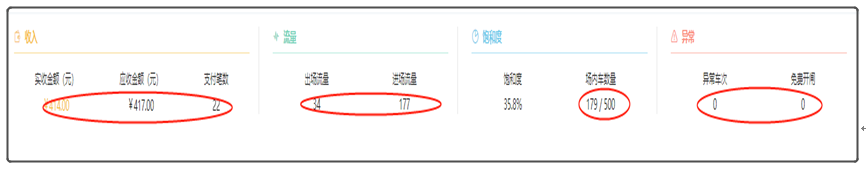 收入 流量 饱和度 异常
实收金额（元） 应收金额（元） 支付笔数 出场流量 进场流量 饱和度 场内车数量 异常车次 免费开闸
¥414.00 ¥417.00 22 34 177 35.8% 179 / 500 0 0